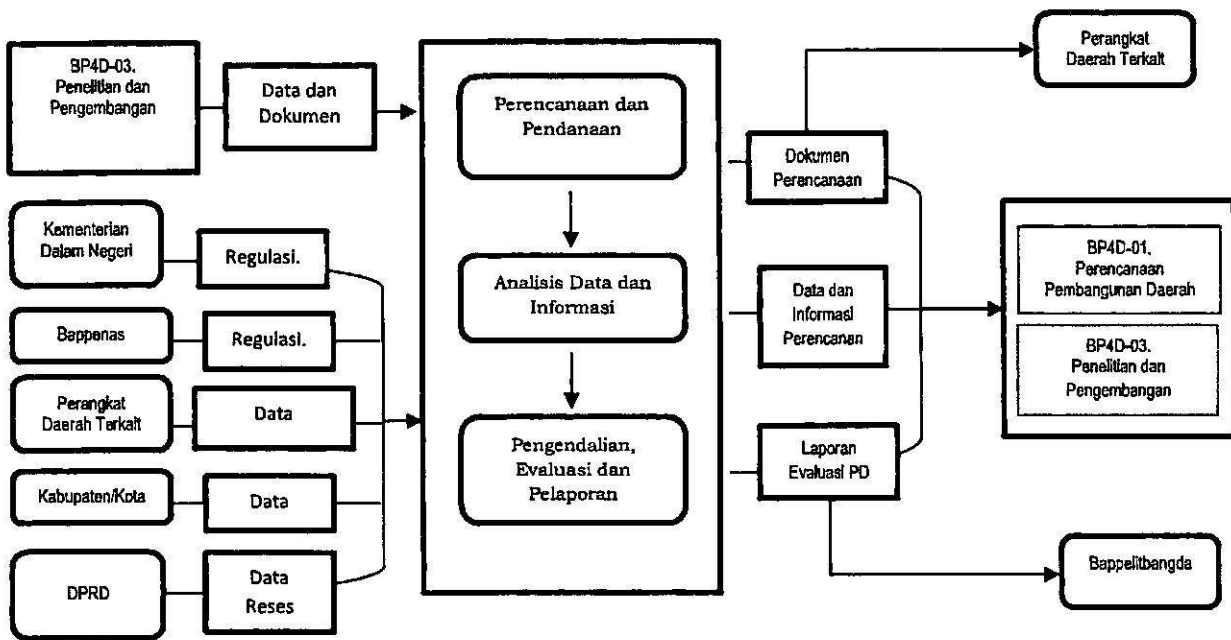 BP4D-03.
Penelitian dan
Pengembangan
Data dan
Dokumen
Kementerian
Dalam Negeri
Regulasi.
Bappenas
Regulasi.
Perangkat
Daerah Terkait
Data
Kabupaten/Kota
Data
DPRD
Data
Reses
Perencanaan dan
Pendanaan
Analisis Data dan
Informasi
Pengendalian,
Evaluasi dan
Pelaporan
Dokumen
Perencanaan
Data dan
Informasi
Perencanan
Laporan
Evaluasi PD
Perangkat
Daerah Terkait
BP4D-01.
Perencanaan
Pembangunan Daerah
BP4D-03.
Penelitian dan
Pengembangan
Bappelitbangda